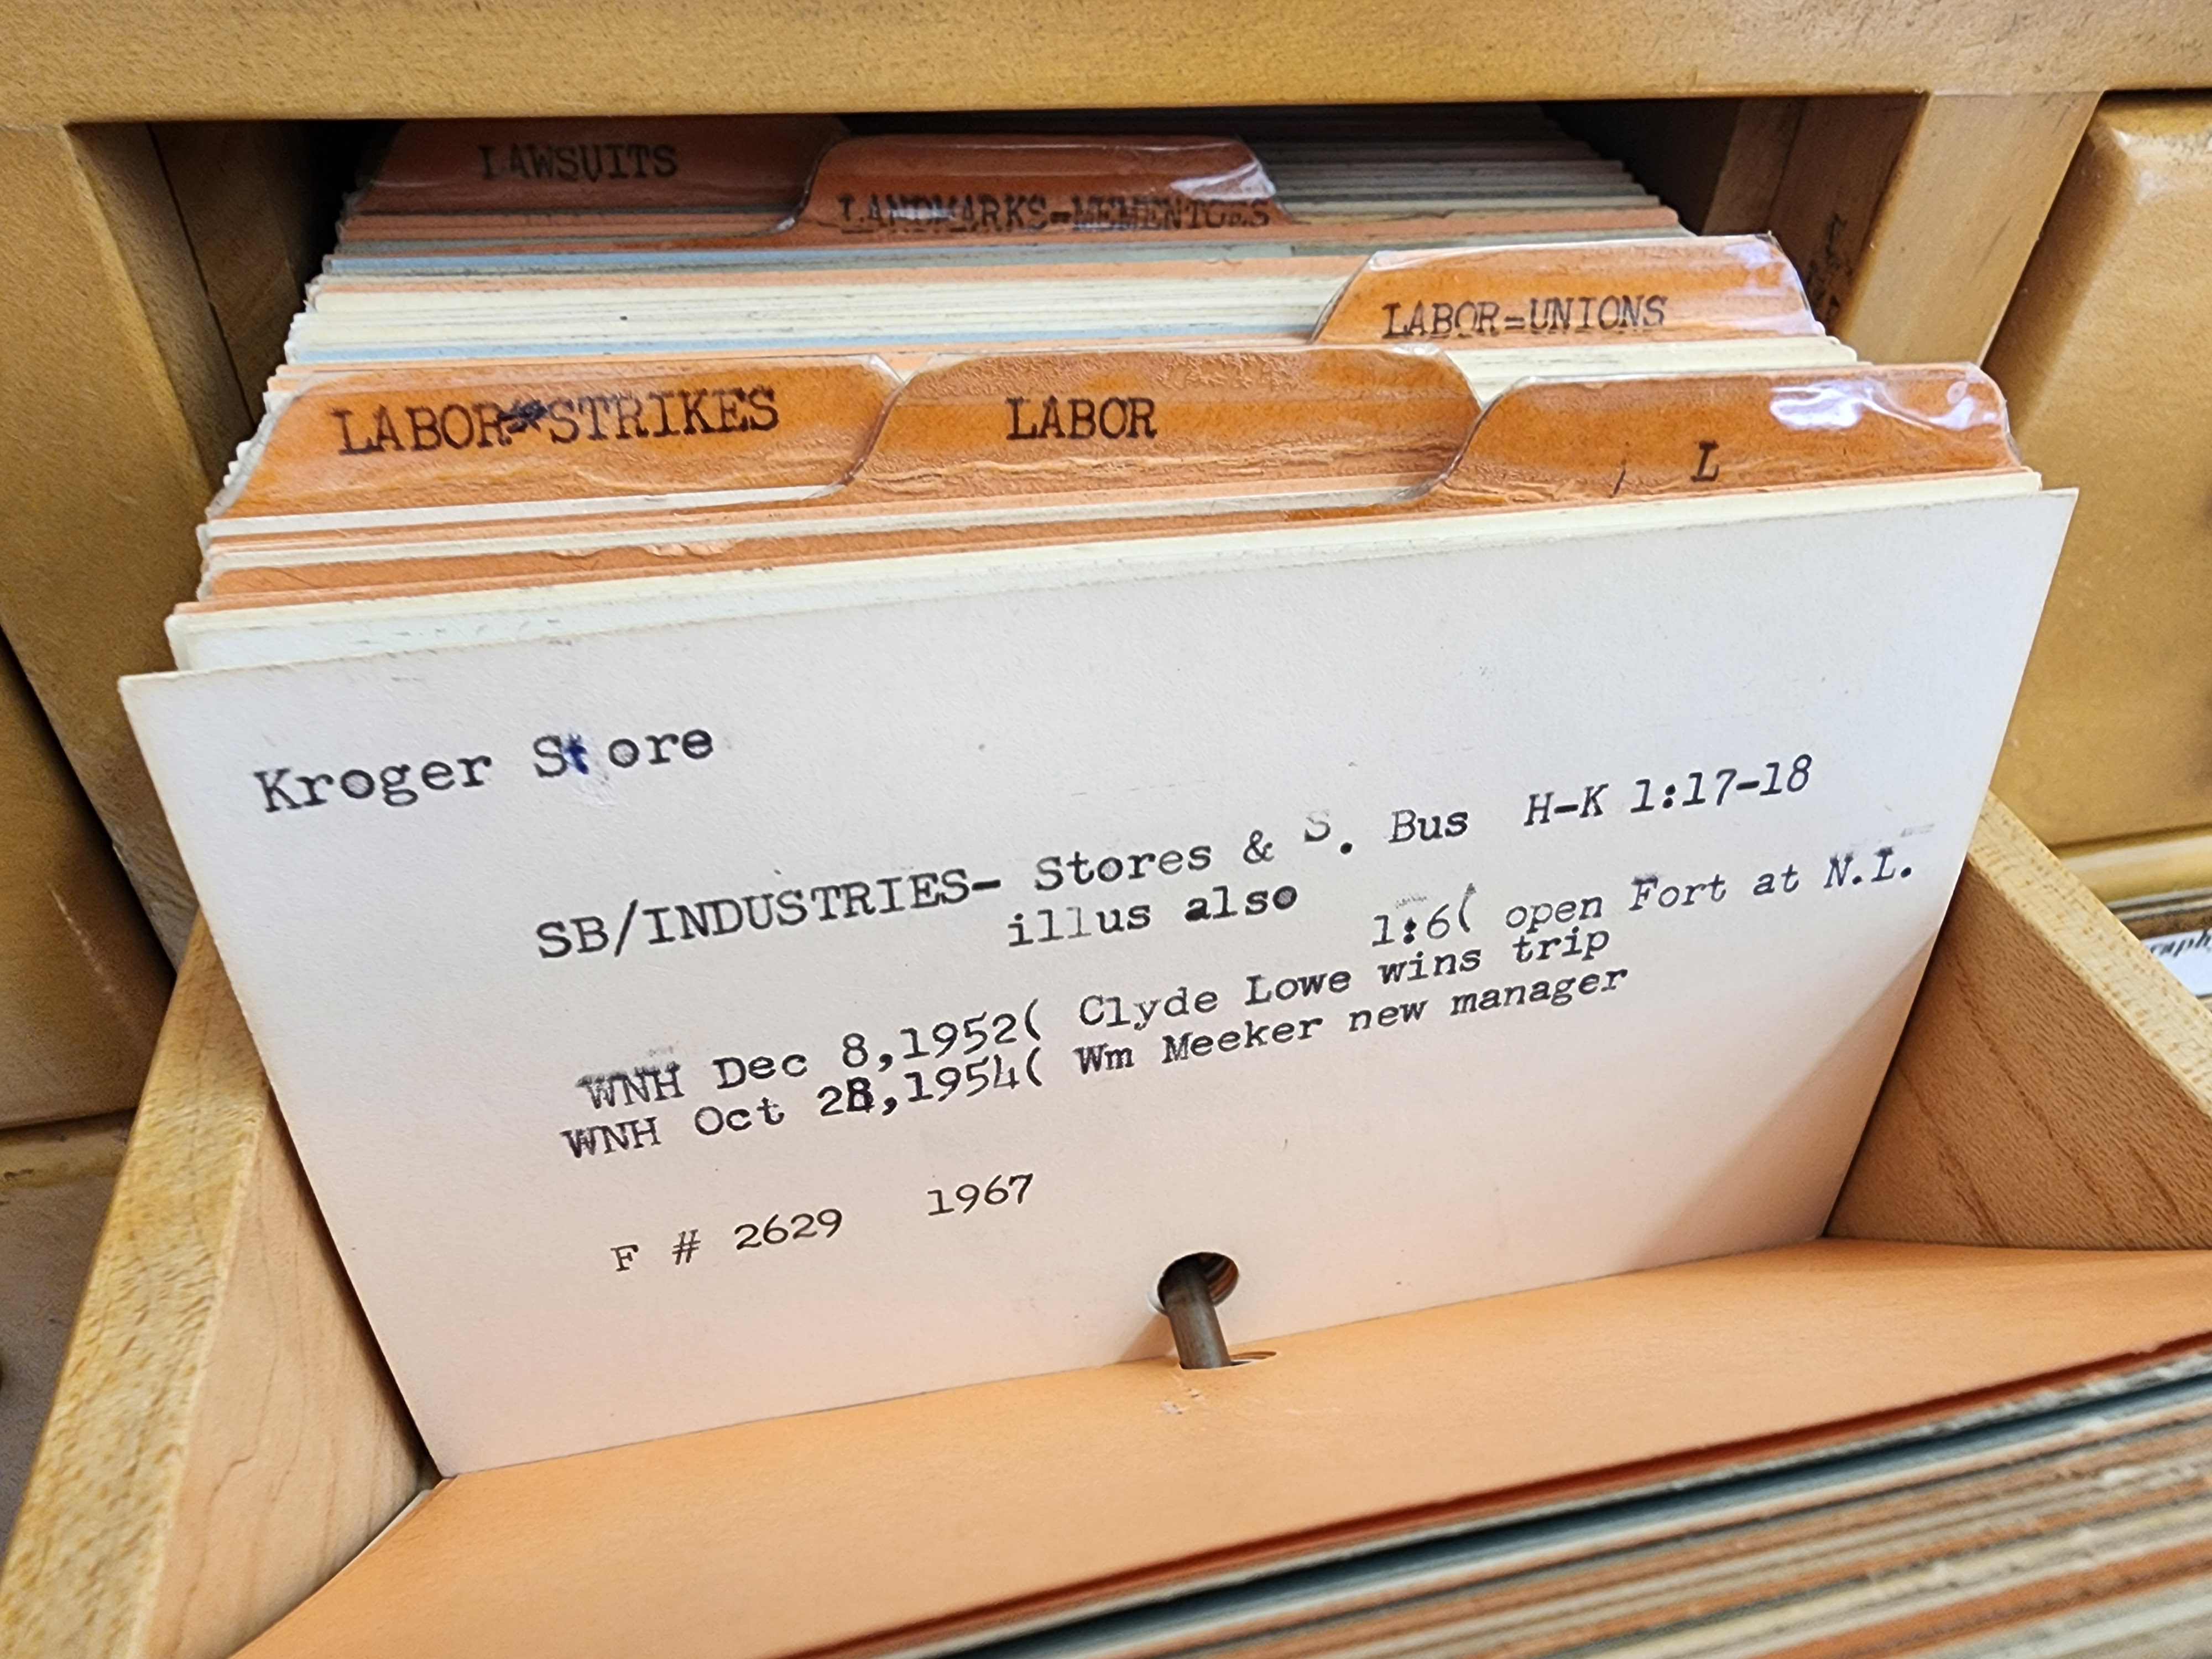 LAWSUITS
LANDMARKS-MEMENTOES
LABOR-UNIONS
LABOR-STRIKES
LABOR
L
Kroger Store
SB/INDUSTRIES- Stores & S. Bus H-K 1:17-18
illus also 1:6( open Fort at N.L.
WNH Dec 8,1952( Clyde Lowe wins trip
WNH Oct 28,1954( Wm Meeker new manager
F # 2629 1967